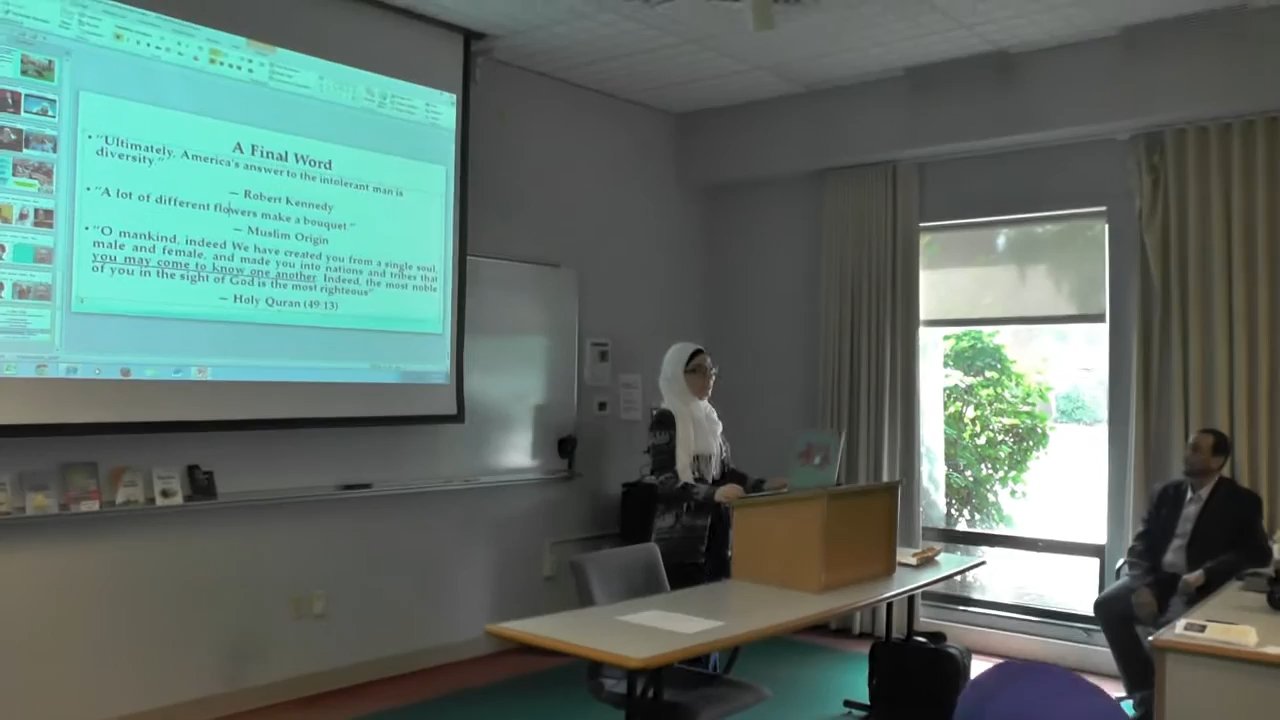 A Final Word
• "Ultimately, America's answer to the intolerant man is
diversity."
— Robert Kennedy
• "A lot of different flowers make a bouquet."
— Muslim Origin
• "O mankind, indeed We have created you from a single soul,
male and female, and made you into nations and tribes that
you may come to know one another. Indeed, the most noble
of you in the sight of God is the most righteous"
— Holy Quran (49:13)